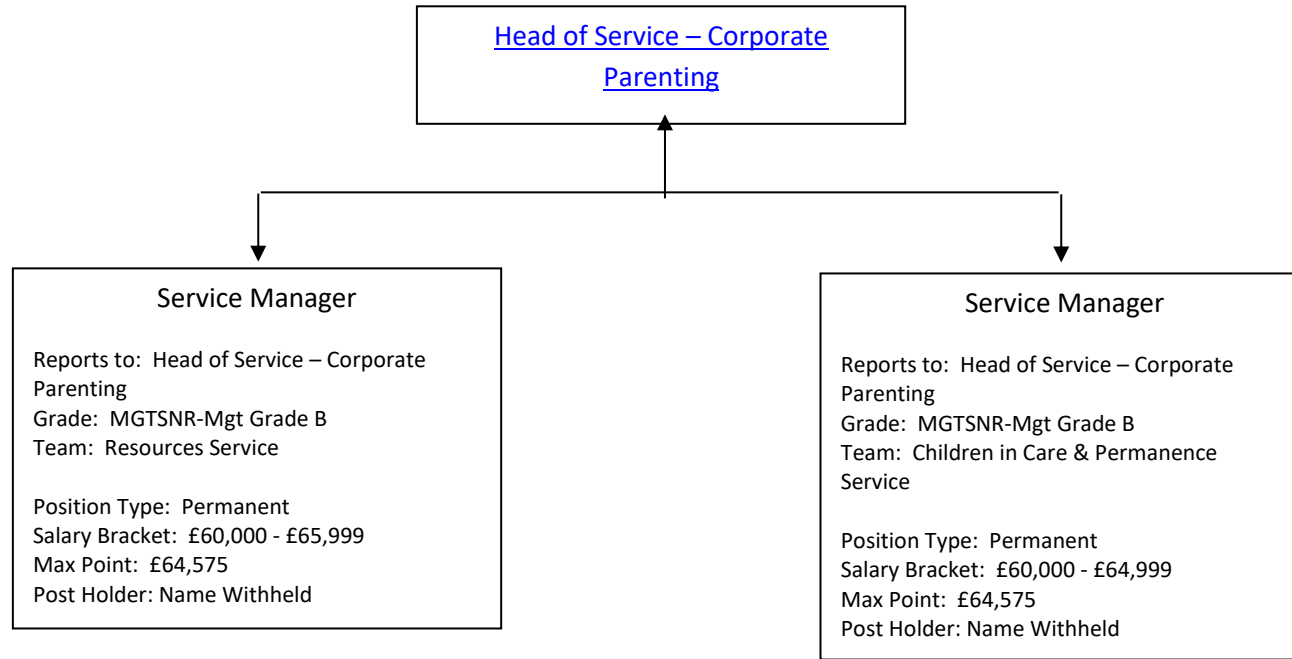 Head of Service – Corporate
Parenting
Service Manager
Reports to:  Head of Service – Corporate
Parenting
Grade:  MGTSNR-Mgt Grade B
Team:  Resources Service
Position Type:  Permanent
Salary Bracket:  £60,000 - £65,999
Max Point:  £64,575
Post Holder: Name Withheld
Service Manager
Reports to:  Head of Service – Corporate
Parenting
Grade:  MGTSNR-Mgt Grade B
Team:  Children in Care & Permanence
Service
Position Type:  Permanent
Salary Bracket:  £60,000 - £64,999
Max Point:  £64,575
Post Holder: Name Withheld